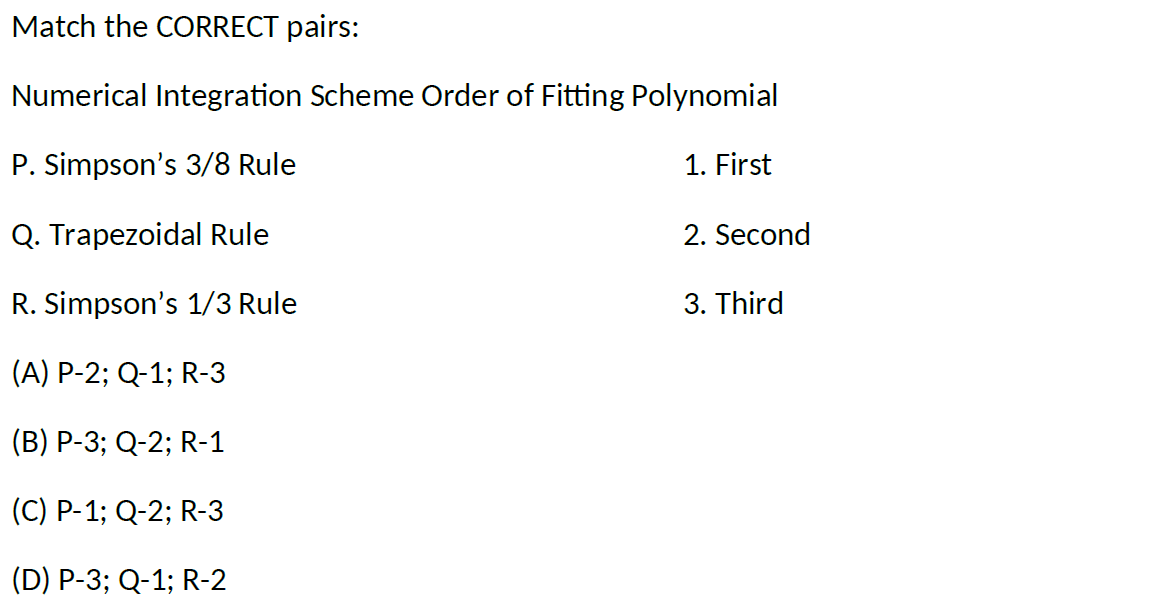 Match the CORRECT pairs:
Numerical Integration Scheme Order of Fitting Polynomial
P. Simpson’s 3/8 Rule 1. First
Q. Trapezoidal Rule 2. Second
R. Simpson’s 1/3 Rule 3. Third
(A) P-2; Q-1; R-3
(B) P-3; Q-2; R-1
(C) P-1; Q-2; R-3
(D) P-3; Q-1; R-2